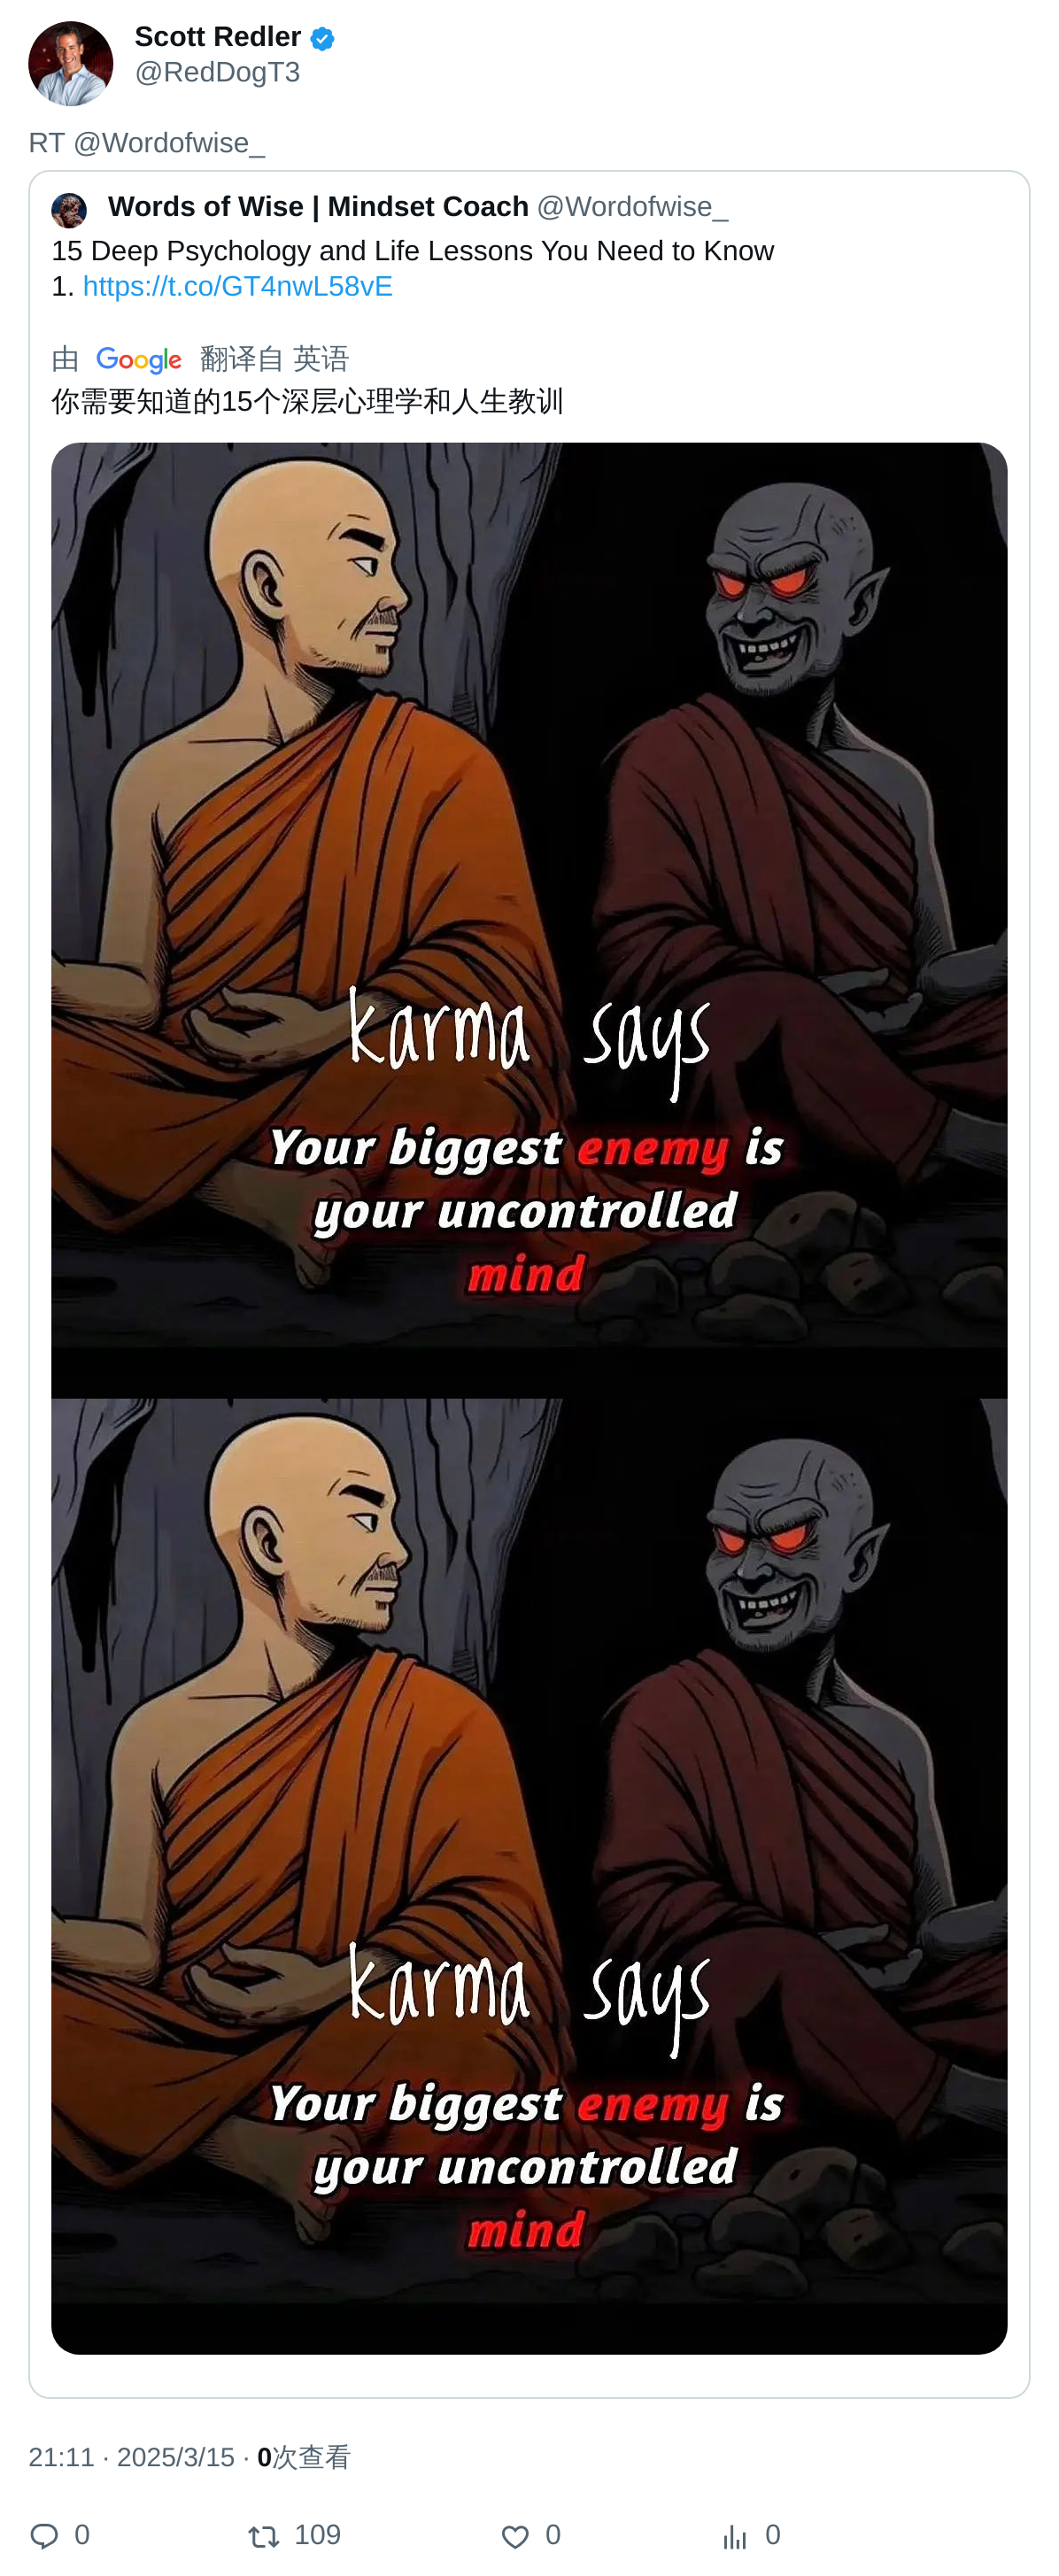 Scott Redler
@RedDogT3
RT @Wordofwise_
Words of Wise | Mindset Coach @Wordofwise_
15 Deep Psychology and Life Lessons You Need to Know
1. https://t.co/GT4nwL58vE
由 Google 翻译自 英语
你需要知道的15个深层心理学和人生教训
karma says
Your biggest enemy is
your uncontrolled
mind
karma says
Your biggest enemy is
your uncontrolled
mind
21:11 · 2025/3/15 · 0次查看
0 109 0 0